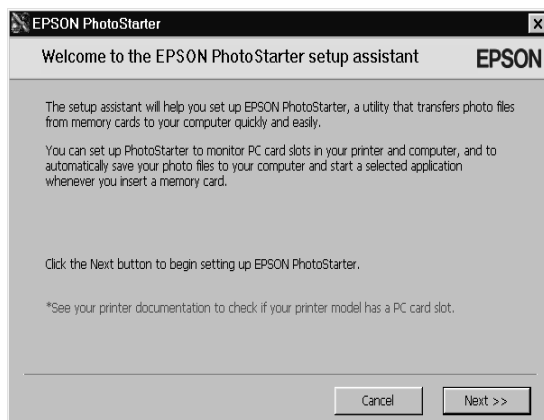 EPSON PhotoStarter
Welcome to the EPSON PhotoStarter setup assistant
EPSON
The setup assistant will help you set up EPSON PhotoStarter, a utility that transfers photo files
from memory cards to your computer quickly and easily.
You can set up PhotoStarter to monitor PC card slots in your printer and computer, and to
automatically save your photo files to your computer and start a selected application
whenever you insert a memory card.
Click the Next button to begin setting up EPSON PhotoStarter.
*See your printer documentation to check if your printer model has a PC card slot.
Cancel
Next >>